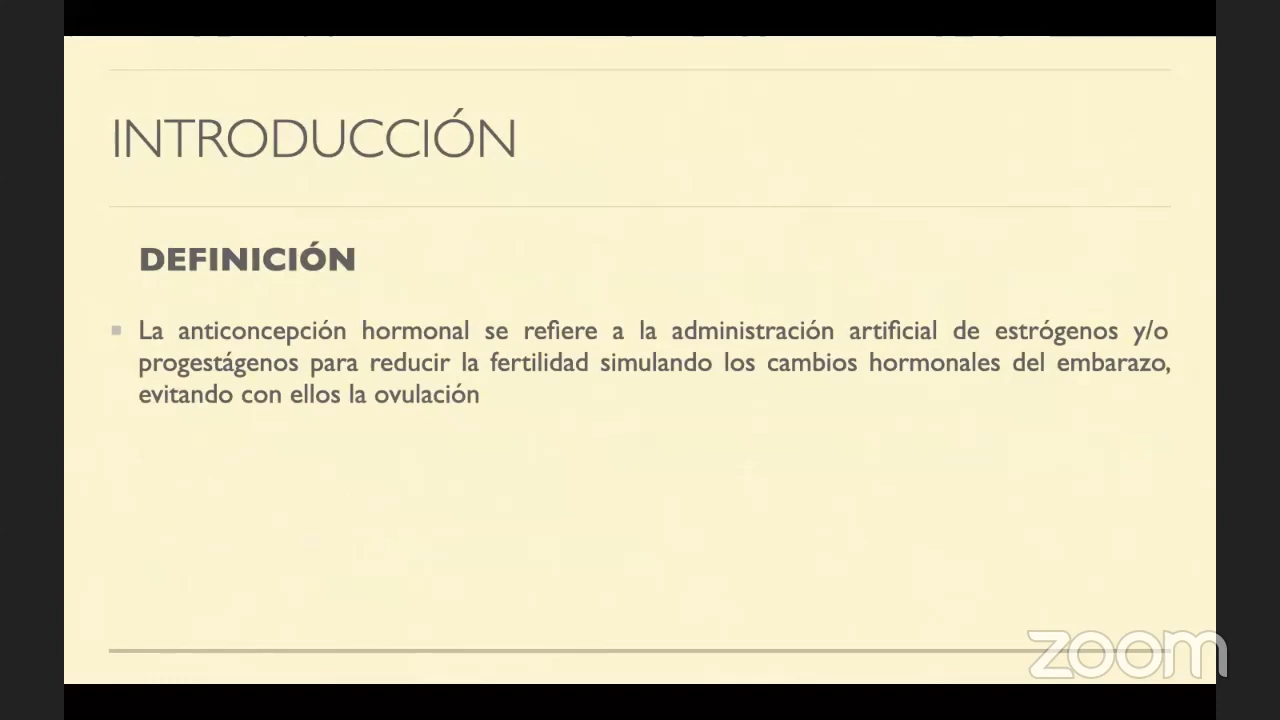 INTRODUCCIÓN
DEFINICIÓN
La anticoncepción hormonal se refiere a la administración artificial de estrógenos y/o
progestágenos para reducir la fertilidad simulando los cambios hormonales del embarazo,
evitando con ellos la ovulación
zoom